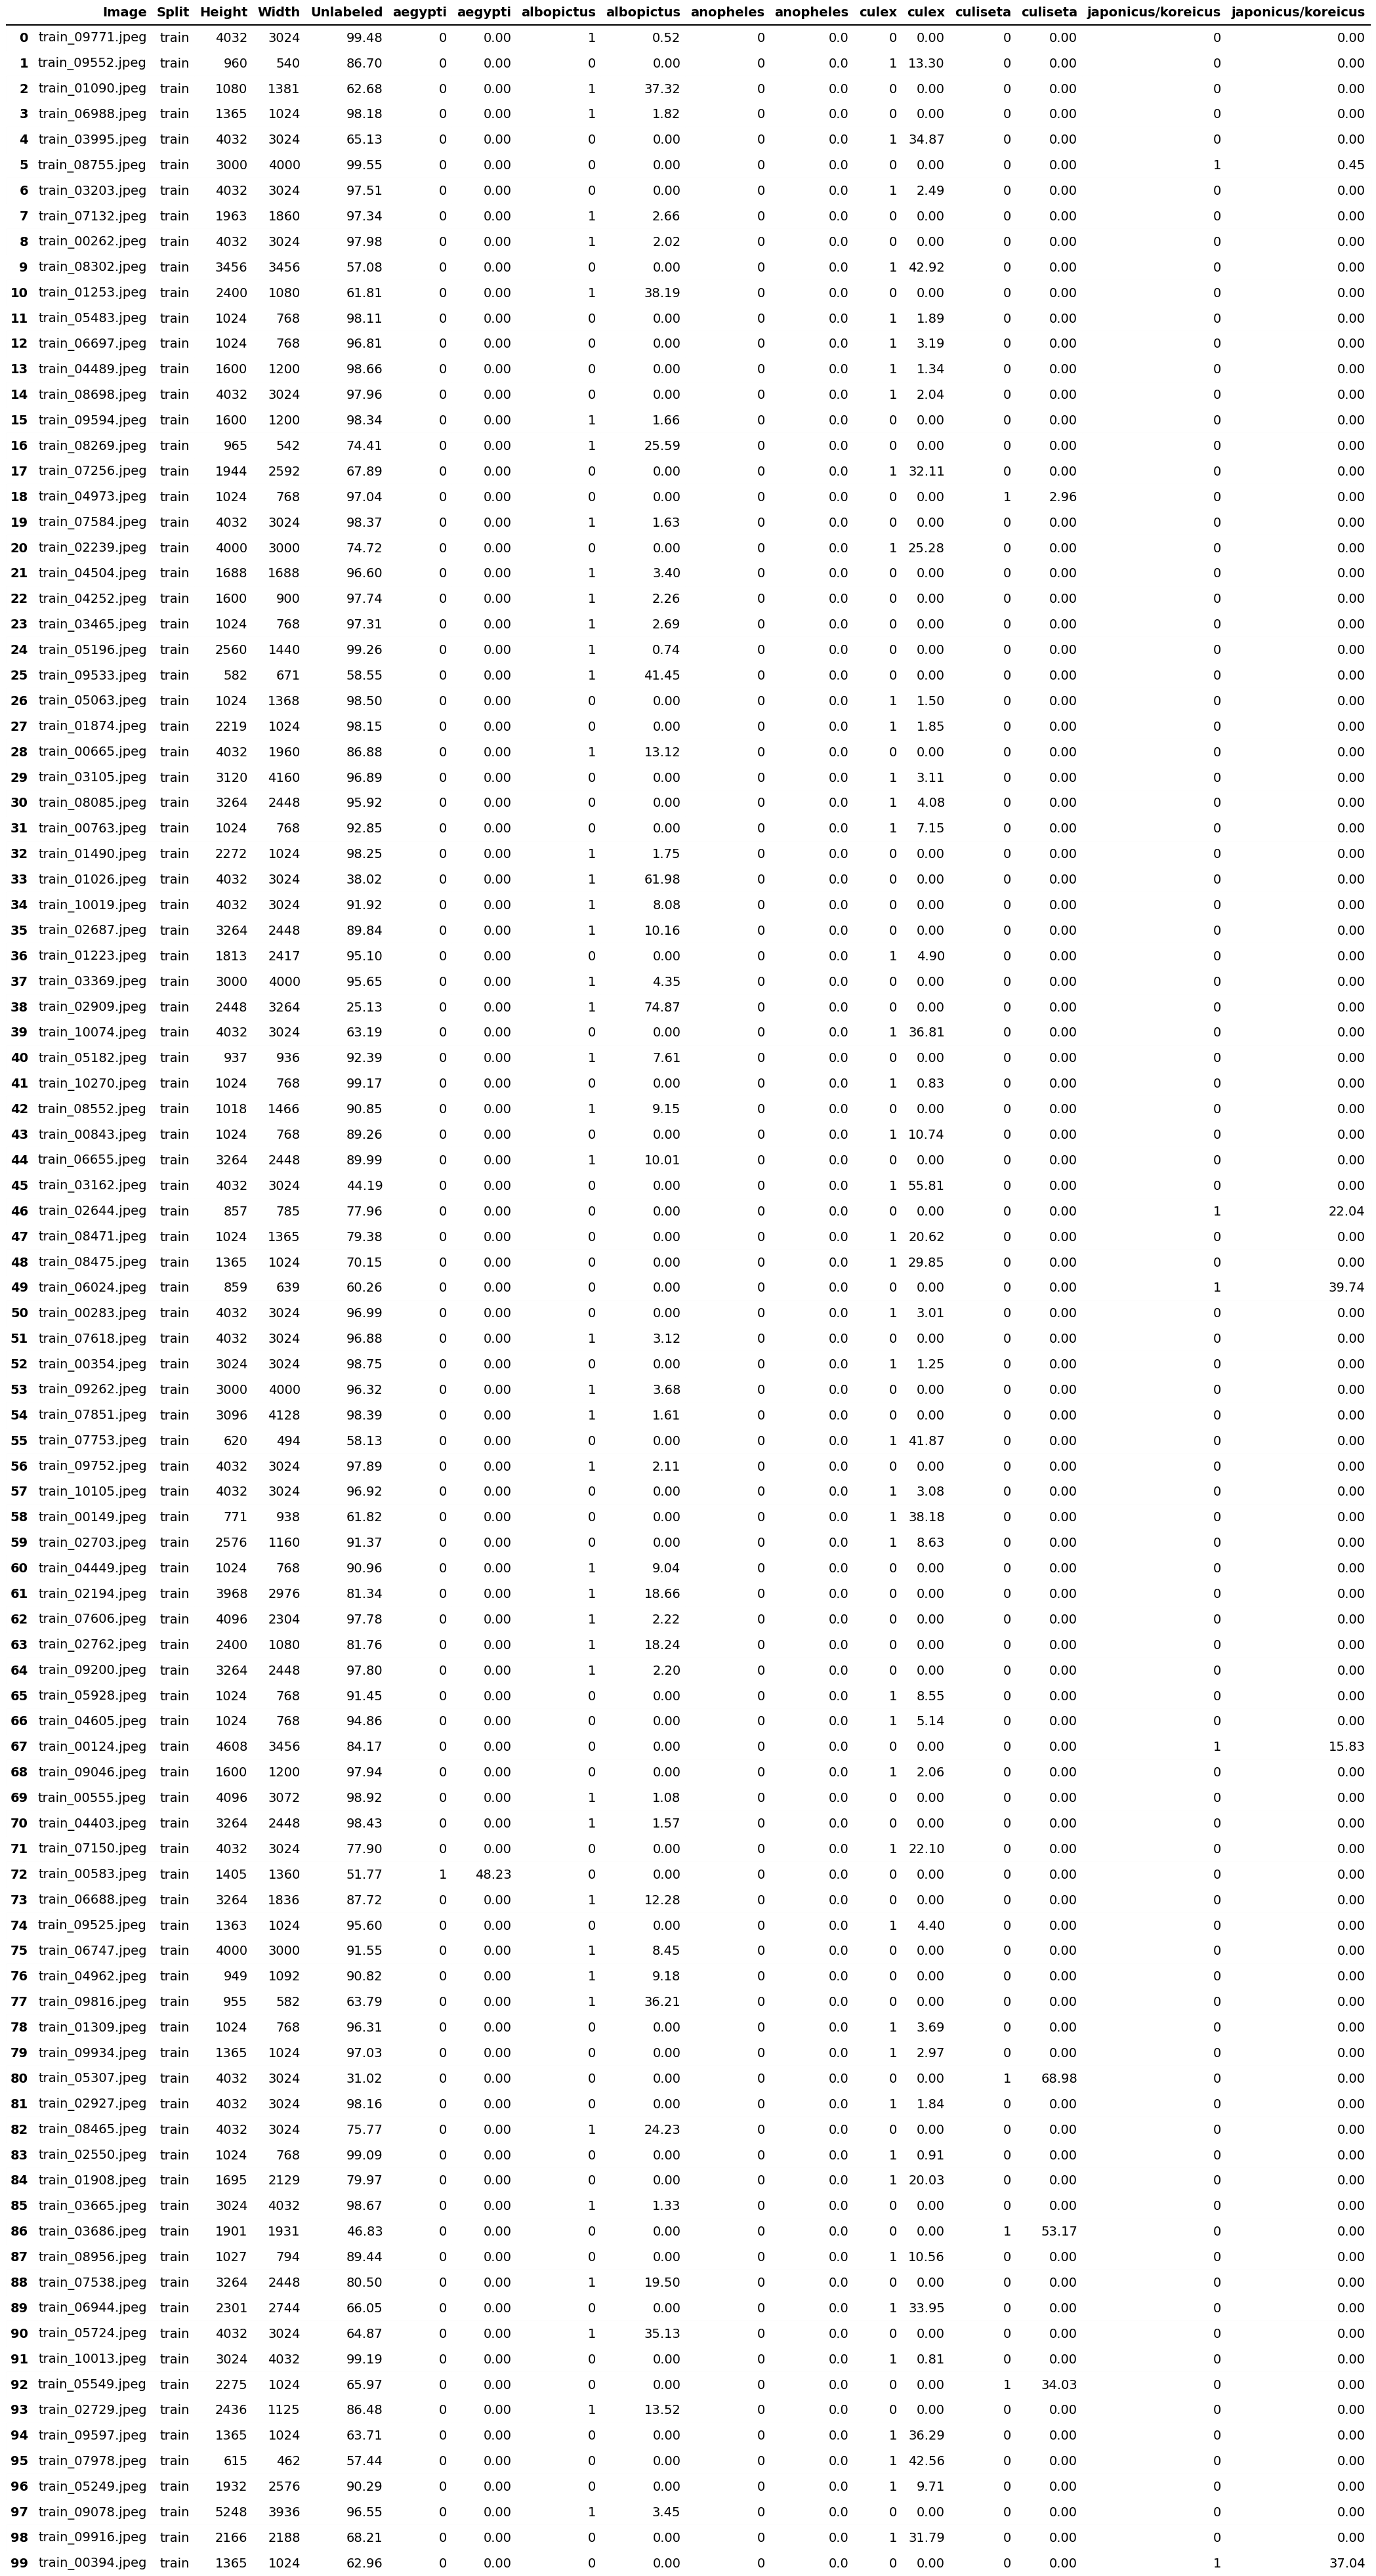 Image Split Height Width Unlabeled aegypti aegypti albopictus albopictus anopheles anopheles culex culex culiseta culiseta japonicus/koreicus japonicus/koreicus
0 train_09771.jpeg train 4032 3024 99.48 0 0.00 1 0.52 0 0.0 0 0.00 0 0.00 0 0.00
1 train_09552.jpeg train 960 540 86.70 0 0.00 0 0.00 0 0.0 1 13.30 0 0.00 0 0.00
2 train_01090.jpeg train 1080 1381 62.68 0 0.00 1 37.32 0 0.0 0 0.00 0 0.00 0 0.00
3 train_06988.jpeg train 1365 1024 98.18 0 0.00 1 1.82 0 0.0 0 0.00 0 0.00 0 0.00
4 train_03995.jpeg train 4032 3024 65.13 0 0.00 0 0.00 0 0.0 1 34.87 0 0.00 0 0.00
5 train_08755.jpeg train 3000 4000 99.55 0 0.00 0 0.00 0 0.0 0 0.00 0 0.00 1 0.45
6 train_03203.jpeg train 4032 3024 97.51 0 0.00 0 0.00 0 0.0 1 2.49 0 0.00 0 0.00
7 train_07132.jpeg train 1963 1860 97.34 0 0.00 1 2.66 0 0.0 0 0.00 0 0.00 0 0.00
8 train_00262.jpeg train 4032 3024 97.98 0 0.00 1 2.02 0 0.0 0 0.00 0 0.00 0 0.00
9 train_08302.jpeg train 3456 3456 57.08 0 0.00 0 0.00 0 0.0 1 42.92 0 0.00 0 0.00
10 train_01253.jpeg train 2400 1080 61.81 0 0.00 1 38.19 0 0.0 0 0.00 0 0.00 0 0.00
11 train_05483.jpeg train 1024 768 98.11 0 0.00 0 0.00 0 0.0 1 1.89 0 0.00 0 0.00
12 train_06697.jpeg train 1024 768 96.81 0 0.00 0 0.00 0 0.0 1 3.19 0 0.00 0 0.00
13 train_04489.jpeg train 1600 1200 98.66 0 0.00 0 0.00 0 0.0 1 1.34 0 0.00 0 0.00
14 train_08698.jpeg train 4032 3024 97.96 0 0.00 0 0.00 0 0.0 1 2.04 0 0.00 0 0.00
15 train_09594.jpeg train 1600 1200 98.34 0 0.00 1 1.66 0 0.0 0 0.00 0 0.00 0 0.00
16 train_08269.jpeg train 965 542 74.41 0 0.00 1 25.59 0 0.0 0 0.00 0 0.00 0 0.00
17 train_07256.jpeg train 1944 2592 67.89 0 0.00 0 0.00 0 0.0 1 32.11 0 0.00 0 0.00
18 train_04973.jpeg train 1024 768 97.04 0 0.00 0 0.00 0 0.0 0 0.00 1 2.96 0 0.00
19 train_07584.jpeg train 4032 3024 98.37 0 0.00 1 1.63 0 0.0 0 0.00 0 0.00 0 0.00
20 train_02239.jpeg train 4000 3000 74.72 0 0.00 0 0.00 0 0.0 1 25.28 0 0.00 0 0.00
21 train_04504.jpeg train 1688 1688 96.60 0 0.00 1 3.40 0 0.0 0 0.00 0 0.00 0 0.00
22 train_04252.jpeg train 1600 900 97.74 0 0.00 1 2.26 0 0.0 0 0.00 0 0.00 0 0.00
23 train_03465.jpeg train 1024 768 97.31 0 0.00 1 2.69 0 0.0 0 0.00 0 0.00 0 0.00
24 train_05196.jpeg train 2560 1440 99.26 0 0.00 1 0.74 0 0.0 0 0.00 0 0.00 0 0.00
25 train_09533.jpeg train 582 671 58.55 0 0.00 1 41.45 0 0.0 0 0.00 0 0.00 0 0.00
26 train_05063.jpeg train 1024 1368 98.50 0 0.00 0 0.00 0 0.0 1 1.50 0 0.00 0 0.00
27 train_01874.jpeg train 2219 1024 98.15 0 0.00 0 0.00 0 0.0 1 1.85 0 0.00 0 0.00
28 train_00665.jpeg train 4032 1960 86.88 0 0.00 1 13.12 0 0.0 0 0.00 0 0.00 0 0.00
29 train_03105.jpeg train 3120 4160 96.89 0 0.00 0 0.00 0 0.0 1 3.11 0 0.00 0 0.00
30 train_08085.jpeg train 3264 2448 95.92 0 0.00 0 0.00 0 0.0 1 4.08 0 0.00 0 0.00
31 train_00763.jpeg train 1024 768 92.85 0 0.00 0 0.00 0 0.0 1 7.15 0 0.00 0 0.00
32 train_01490.jpeg train 2272 1024 98.25 0 0.00 1 1.75 0 0.0 0 0.00 0 0.00 0 0.00
33 train_01026.jpeg train 4032 3024 38.02 0 0.00 1 61.98 0 0.0 0 0.00 0 0.00 0 0.00
34 train_10019.jpeg train 4032 3024 91.92 0 0.00 1 8.08 0 0.0 0 0.00 0 0.00 0 0.00
35 train_02687.jpeg train 3264 2448 89.84 0 0.00 1 10.16 0 0.0 0 0.00 0 0.00 0 0.00
36 train_01223.jpeg train 1813 2417 95.10 0 0.00 0 0.00 0 0.0 1 4.90 0 0.00 0 0.00
37 train_03369.jpeg train 3000 4000 95.65 0 0.00 1 4.35 0 0.0 0 0.00 0 0.00 0 0.00
38 train_02909.jpeg train 2448 3264 25.13 0 0.00 1 74.87 0 0.0 0 0.00 0 0.00 0 0.00
39 train_10074.jpeg train 4032 3024 63.19 0 0.00 0 0.00 0 0.0 1 36.81 0 0.00 0 0.00
40 train_05182.jpeg train 937 936 92.39 0 0.00 1 7.61 0 0.0 0 0.00 0 0.00 0 0.00
41 train_10270.jpeg train 1024 768 99.17 0 0.00 0 0.00 0 0.0 1 0.83 0 0.00 0 0.00
42 train_08552.jpeg train 1018 1466 90.85 0 0.00 1 9.15 0 0.0 0 0.00 0 0.00 0 0.00
43 train_00843.jpeg train 1024 768 89.26 0 0.00 0 0.00 0 0.0 1 10.74 0 0.00 0 0.00
44 train_06655.jpeg train 3264 2448 89.99 0 0.00 1 10.01 0 0.0 0 0.00 0 0.00 0 0.00
45 train_03162.jpeg train 4032 3024 44.19 0 0.00 0 0.00 0 0.0 1 55.81 0 0.00 0 0.00
46 train_02644.jpeg train 857 785 77.96 0 0.00 0 0.00 0 0.0 0 0.00 0 0.00 1 22.04
47 train_08471.jpeg train 1024 1365 79.38 0 0.00 0 0.00 0 0.0 1 20.62 0 0.00 0 0.00
48 train_08475.jpeg train 1365 1024 70.15 0 0.00 0 0.00 0 0.0 1 29.85 0 0.00 0 0.00
49 train_06024.jpeg train 859 639 60.26 0 0.00 0 0.00 0 0.0 0 0.00 0 0.00 1 39.74
50 train_00283.jpeg train 4032 3024 96.99 0 0.00 0 0.00 0 0.0 1 3.01 0 0.00 0 0.00
51 train_07618.jpeg train 4032 3024 96.88 0 0.00 1 3.12 0 0.0 0 0.00 0 0.00 0 0.00
52 train_00354.jpeg train 3024 3024 98.75 0 0.00 0 0.00 0 0.0 1 1.25 0 0.00 0 0.00
53 train_09262.jpeg train 3000 4000 96.32 0 0.00 1 3.68 0 0.0 0 0.00 0 0.00 0 0.00
54 train_07851.jpeg train 3096 4128 98.39 0 0.00 1 1.61 0 0.0 0 0.00 0 0.00 0 0.00
55 train_07753.jpeg train 620 494 58.13 0 0.00 0 0.00 0 0.0 1 41.87 0 0.00 0 0.00
56 train_09752.jpeg train 4032 3024 97.89 0 0.00 1 2.11 0 0.0 0 0.00 0 0.00 0 0.00
57 train_10105.jpeg train 4032 3024 96.92 0 0.00 0 0.00 0 0.0 1 3.08 0 0.00 0 0.00
58 train_00149.jpeg train 771 938 61.82 0 0.00 0 0.00 0 0.0 1 38.18 0 0.00 0 0.00
59 train_02703.jpeg train 2576 1160 91.37 0 0.00 0 0.00 0 0.0 1 8.63 0 0.00 0 0.00
60 train_04449.jpeg train 1024 768 90.96 0 0.00 1 9.04 0 0.0 0 0.00 0 0.00 0 0.00
61 train_02194.jpeg train 3968 2976 81.34 0 0.00 1 18.66 0 0.0 0 0.00 0 0.00 0 0.00
62 train_07606.jpeg train 4096 2304 97.78 0 0.00 1 2.22 0 0.0 0 0.00 0 0.00 0 0.00
63 train_02762.jpeg train 2400 1080 81.76 0 0.00 1 18.24 0 0.0 0 0.00 0 0.00 0 0.00
64 train_09200.jpeg train 3264 2448 97.80 0 0.00 1 2.20 0 0.0 0 0.00 0 0.00 0 0.00
65 train_05928.jpeg train 1024 768 91.45 0 0.00 0 0.00 0 0.0 1 8.55 0 0.00 0 0.00
66 train_04605.jpeg train 1024 768 94.86 0 0.00 0 0.00 0 0.0 1 5.14 0 0.00 0 0.00
67 train_00124.jpeg train 4608 3456 84.17 0 0.00 0 0.00 0 0.0 0 0.00 0 0.00 1 15.83
68 train_09046.jpeg train 1600 1200 97.94 0 0.00 0 0.00 0 0.0 1 2.06 0 0.00 0 0.00
69 train_00555.jpeg train 4096 3072 98.92 0 0.00 1 1.08 0 0.0 0 0.00 0 0.00 0 0.00
70 train_04403.jpeg train 3264 2448 98.43 0 0.00 1 1.57 0 0.0 0 0.00 0 0.00 0 0.00
71 train_07150.jpeg train 4032 3024 77.90 0 0.00 0 0.00 0 0.0 1 22.10 0 0.00 0 0.00
72 train_00583.jpeg train 1405 1360 51.77 1 48.23 0 0.00 0 0.0 0 0.00 0 0.00 0 0.00
73 train_06688.jpeg train 3264 1836 87.72 0 0.00 1 12.28 0 0.0 0 0.00 0 0.00 0 0.00
74 train_09525.jpeg train 1363 1024 95.60 0 0.00 0 0.00 0 0.0 1 4.40 0 0.00 0 0.00
75 train_06747.jpeg train 4000 3000 91.55 0 0.00 1 8.45 0 0.0 0 0.00 0 0.00 0 0.00
76 train_04962.jpeg train 949 1092 90.82 0 0.00 1 9.18 0 0.0 0 0.00 0 0.00 0 0.00
77 train_09816.jpeg train 955 582 63.79 0 0.00 1 36.21 0 0.0 0 0.00 0 0.00 0 0.00
78 train_01309.jpeg train 1024 768 96.31 0 0.00 0 0.00 0 0.0 1 3.69 0 0.00 0 0.00
79 train_09934.jpeg train 1365 1024 97.03 0 0.00 0 0.00 0 0.0 1 2.97 0 0.00 0 0.00
80 train_05307.jpeg train 4032 3024 31.02 0 0.00 0 0.00 0 0.0 0 0.00 1 68.98 0 0.00
81 train_02927.jpeg train 4032 3024 98.16 0 0.00 0 0.00 0 0.0 1 1.84 0 0.00 0 0.00
82 train_08465.jpeg train 4032 3024 75.77 0 0.00 1 24.23 0 0.0 0 0.00 0 0.00 0 0.00
83 train_02550.jpeg train 1024 768 99.09 0 0.00 0 0.00 0 0.0 1 0.91 0 0.00 0 0.00
84 train_01908.jpeg train 1695 2129 79.97 0 0.00 0 0.00 0 0.0 1 20.03 0 0.00 0 0.00
85 train_03665.jpeg train 3024 4032 98.67 0 0.00 1 1.33 0 0.0 0 0.00 0 0.00 0 0.00
86 train_03686.jpeg train 1901 1931 46.83 0 0.00 0 0.00 0 0.0 0 0.00 1 53.17 0 0.00
87 train_08956.jpeg train 1027 794 89.44 0 0.00 0 0.00 0 0.0 1 10.56 0 0.00 0 0.00
88 train_07538.jpeg train 3264 2448 80.50 0 0.00 1 19.50 0 0.0 0 0.00 0 0.00 0 0.00
89 train_06944.jpeg train 2301 2744 66.05 0 0.00 0 0.00 0 0.0 1 33.95 0 0.00 0 0.00
90 train_05724.jpeg train 4032 3024 64.87 0 0.00 1 35.13 0 0.0 0 0.00 0 0.00 0 0.00
91 train_10013.jpeg train 3024 4032 99.19 0 0.00 0 0.00 0 0.0 1 0.81 0 0.00 0 0.00
92 train_05549.jpeg train 2275 1024 65.97 0 0.00 0 0.00 0 0.0 0 0.00 1 34.03 0 0.00
93 train_02729.jpeg train 2436 1125 86.48 0 0.00 1 13.52 0 0.0 0 0.00 0 0.00 0 0.00
94 train_09597.jpeg train 1365 1024 63.71 0 0.00 0 0.00 0 0.0 1 36.29 0 0.00 0 0.00
95 train_07978.jpeg train 615 462 57.44 0 0.00 0 0.00 0 0.0 1 42.56 0 0.00 0 0.00
96 train_05249.jpeg train 1932 2576 90.29 0 0.00 0 0.00 0 0.0 1 9.71 0 0.00 0 0.00
97 train_09078.jpeg train 5248 3936 96.55 0 0.00 1 3.45 0 0.0 0 0.00 0 0.00 0 0.00
98 train_09916.jpeg train 2166 2188 68.21 0 0.00 0 0.00 0 0.0 1 31.79 0 0.00 0 0.00
99 train_00394.jpeg train 1365 1024 62.96 0 0.00 0 0.00 0 0.0 0 0.00 0 0.00 1 37.04